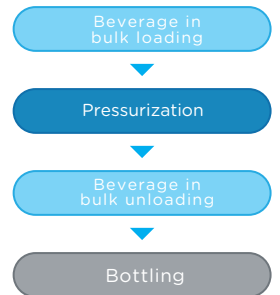 Beverage in
bulk loading
Pressurization
Beverage in
bulk unloading
Bottling